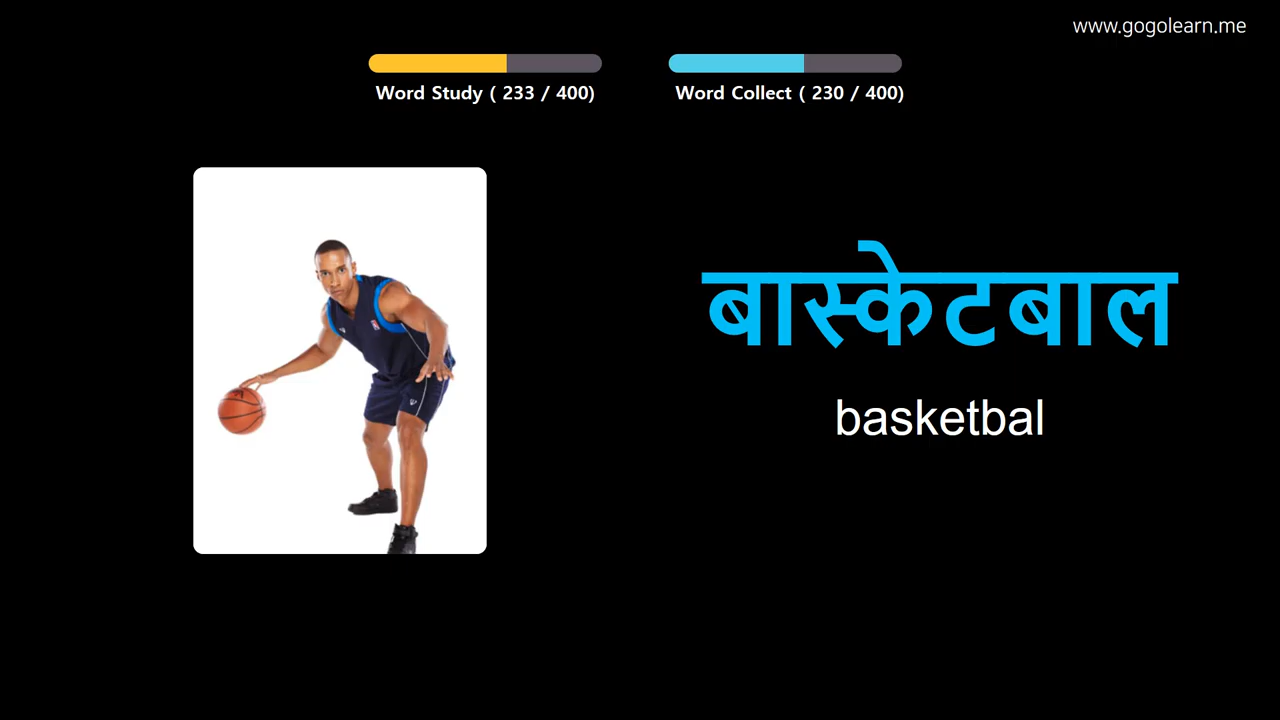 www.gogolearn.me
Word Study ( 233 / 400)
Word Collect ( 230 / 400)
बास्केटबाल
basketbal